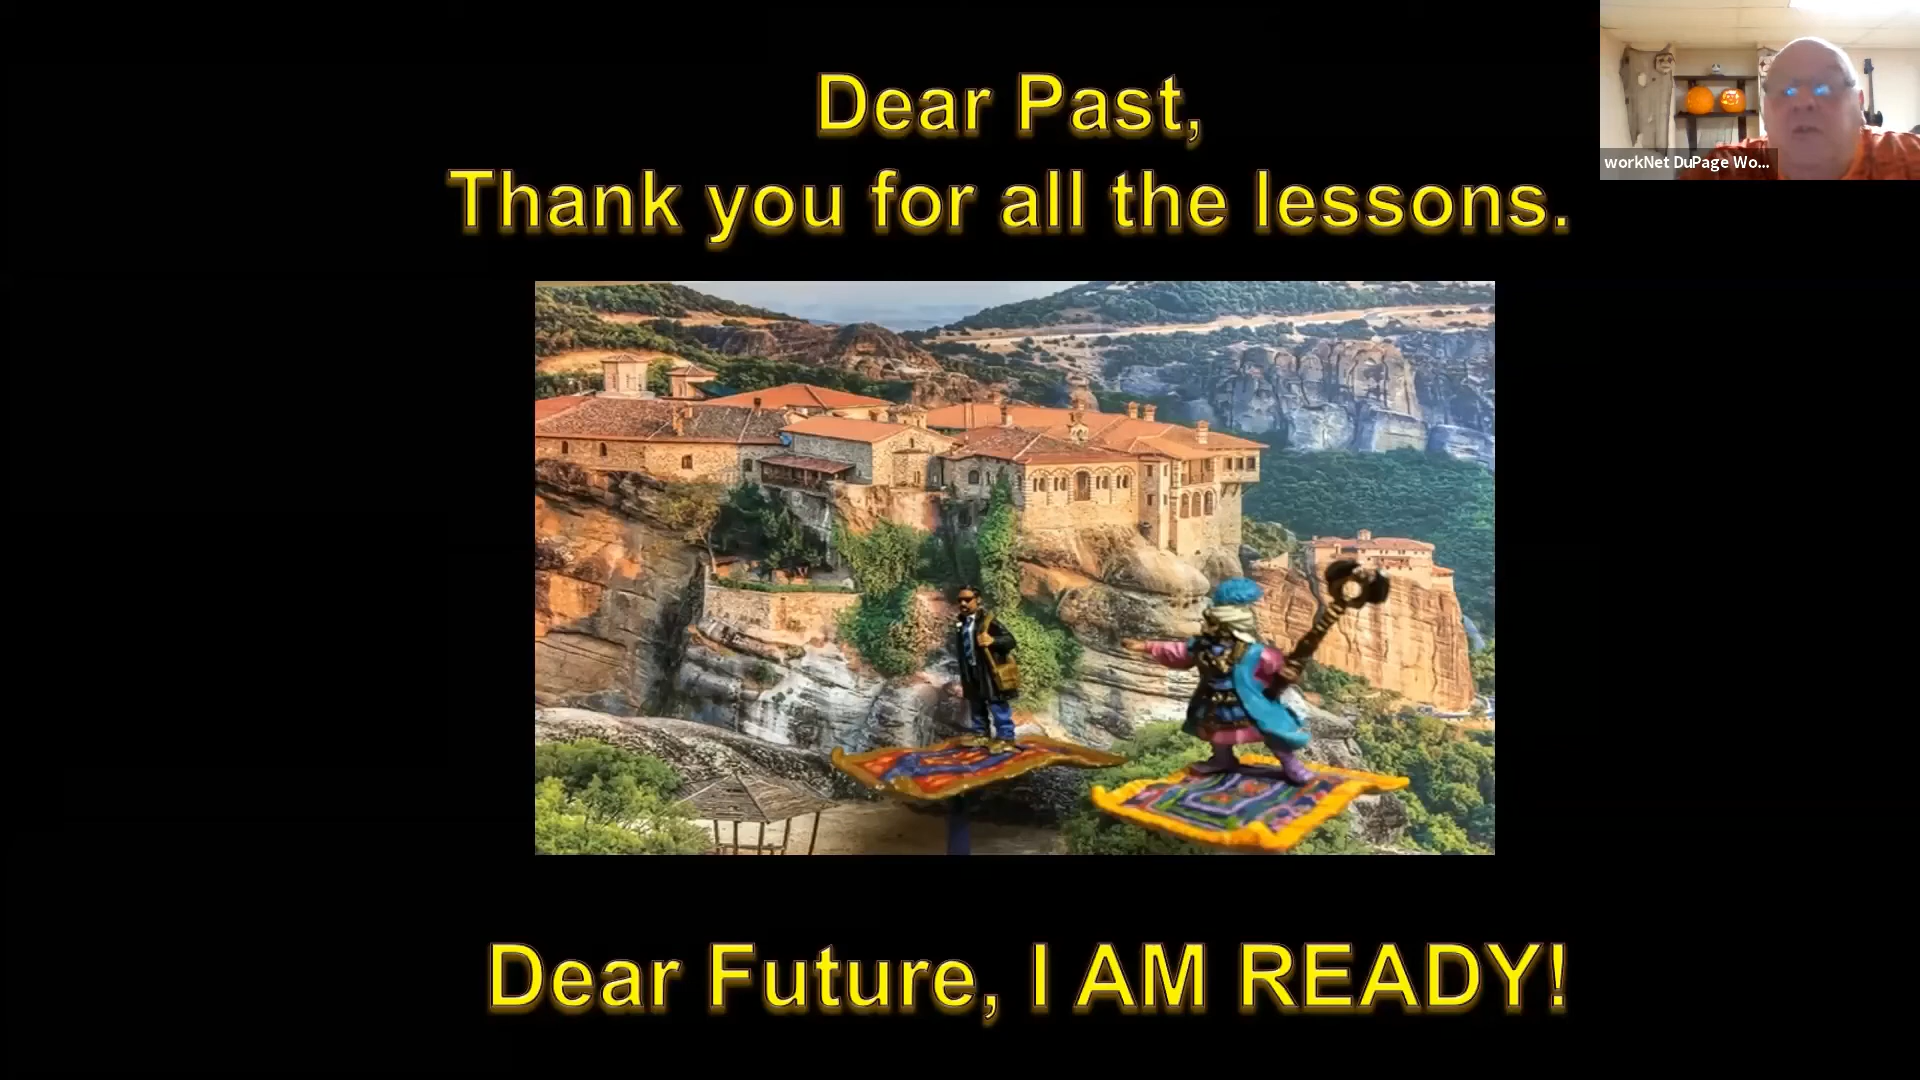 Dear Past,
Thank you for all the lessons.
workNet DuPage Wo...
Dear Future, I AM READY!